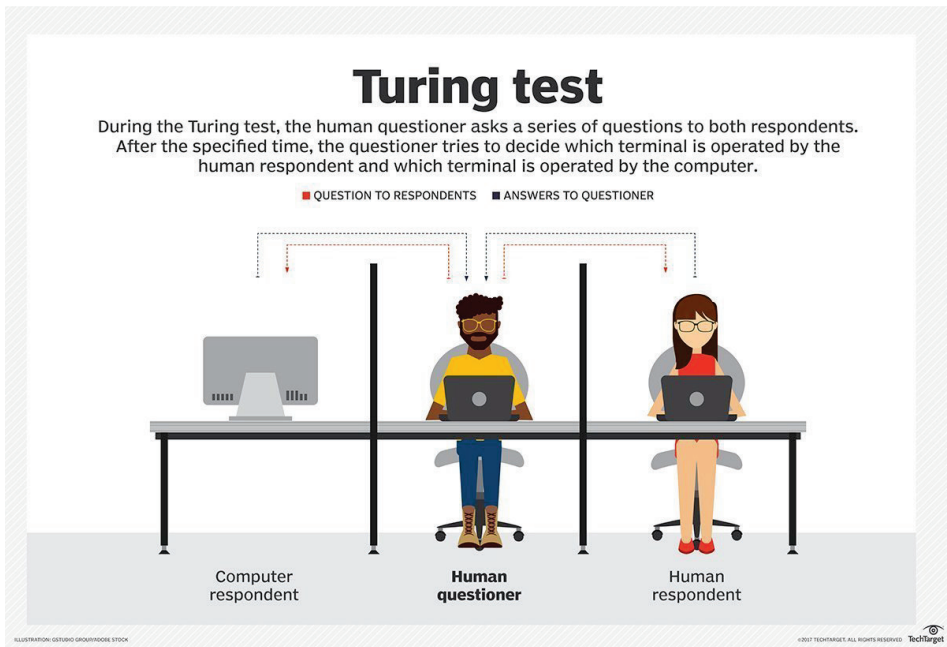 Turing test
During the Turing test, the human questioner asks a series of questions to both respondents.
After the specified time, the questioner tries to decide which terminal is operated by the
human respondent and which terminal is operated by the computer.
QUESTION TO RESPONDENTS ANSWERS TO QUESTIONER
Computer
respondent
Human
questioner
Human
respondent
ILLUSTRATION: GSTUDIO GROUP/ADOBE STOCK
©2017 TECHTARGET. ALL RIGHTS RESERVED TechTarget